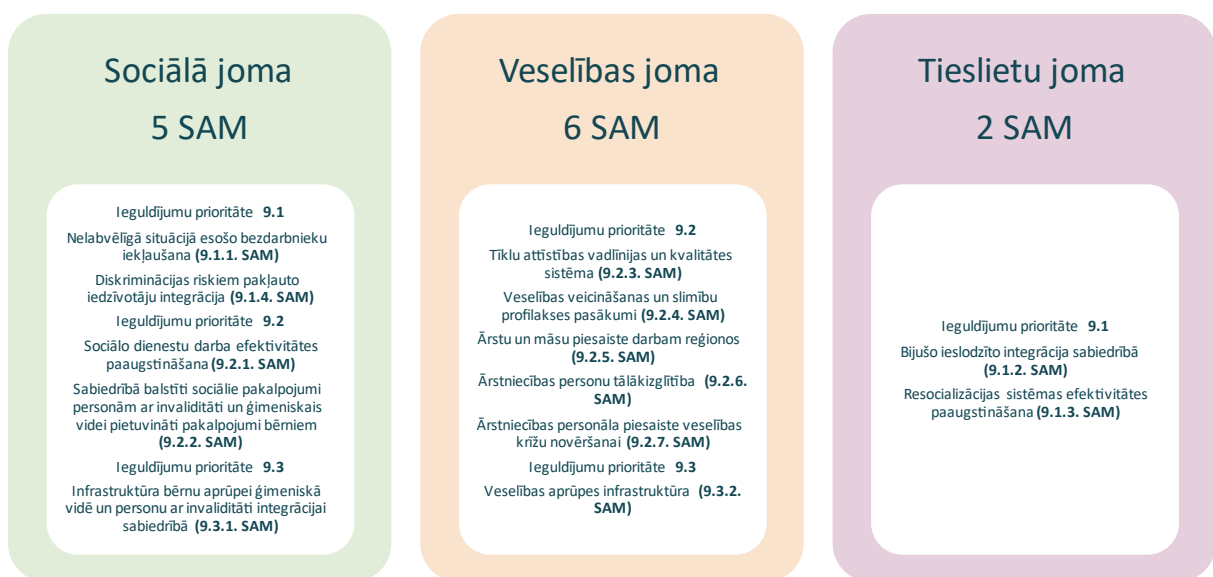 Sociālā joma
5 SAM
Ieguldījumu prioritāte 9.1
Nelabvēlīgā situācijā esošo bezdarbnieku
iekļaušana (9.1.1. SAM)
Diskriminācijas riskiem pakļauto
iedzīvotāju integrācija (9.1.4. SAM)
Ieguldījumu prioritāte 9.2
Sociālo dienestu darba efektivitātes
paaugstināšana (9.2.1. SAM)
Sabiedrībā balstīti sociālie pakalpojumi
personām ar invaliditāti un ģimeniskais
videi pietuvināti pakalpojumi bērniem
(9.2.2. SAM)
Ieguldījumu prioritāte 9.3
Infrastruktūra bērnu aprūpei ģimeniskā
vidē un personu ar invaliditāti integrācijai
sabiedrībā (9.3.1. SAM)
Veselības joma
6 SAM
Ieguldījumu prioritāte 9.2
Tīklu attīstības vadlīnijas un kvalitātes
sistēma (9.2.3. SAM)
Veselības veicināšanas un slimību
profilakses pasākumi (9.2.4. SAM)
Ārstu un māsu piesaiste darbam reģionos
(9.2.5. SAM)
Ārstniecības personu tālākizglītība (9.2.6.
SAM)
Ārstniecības personāla piesaiste veselības
krīžu novēršanai (9.2.7. SAM)
Ieguldījumu prioritāte 9.3
Veselības aprūpes infrastruktūra (9.3.2.
SAM)
Tieslietu joma
2 SAM
Ieguldījumu prioritāte 9.1
Bijušo ieslodzīto integrācija sabiedrībā
(9.1.2. SAM)
Resocializācijas sistēmas efektivitātes
paaugstināšana (9.1.3. SAM)